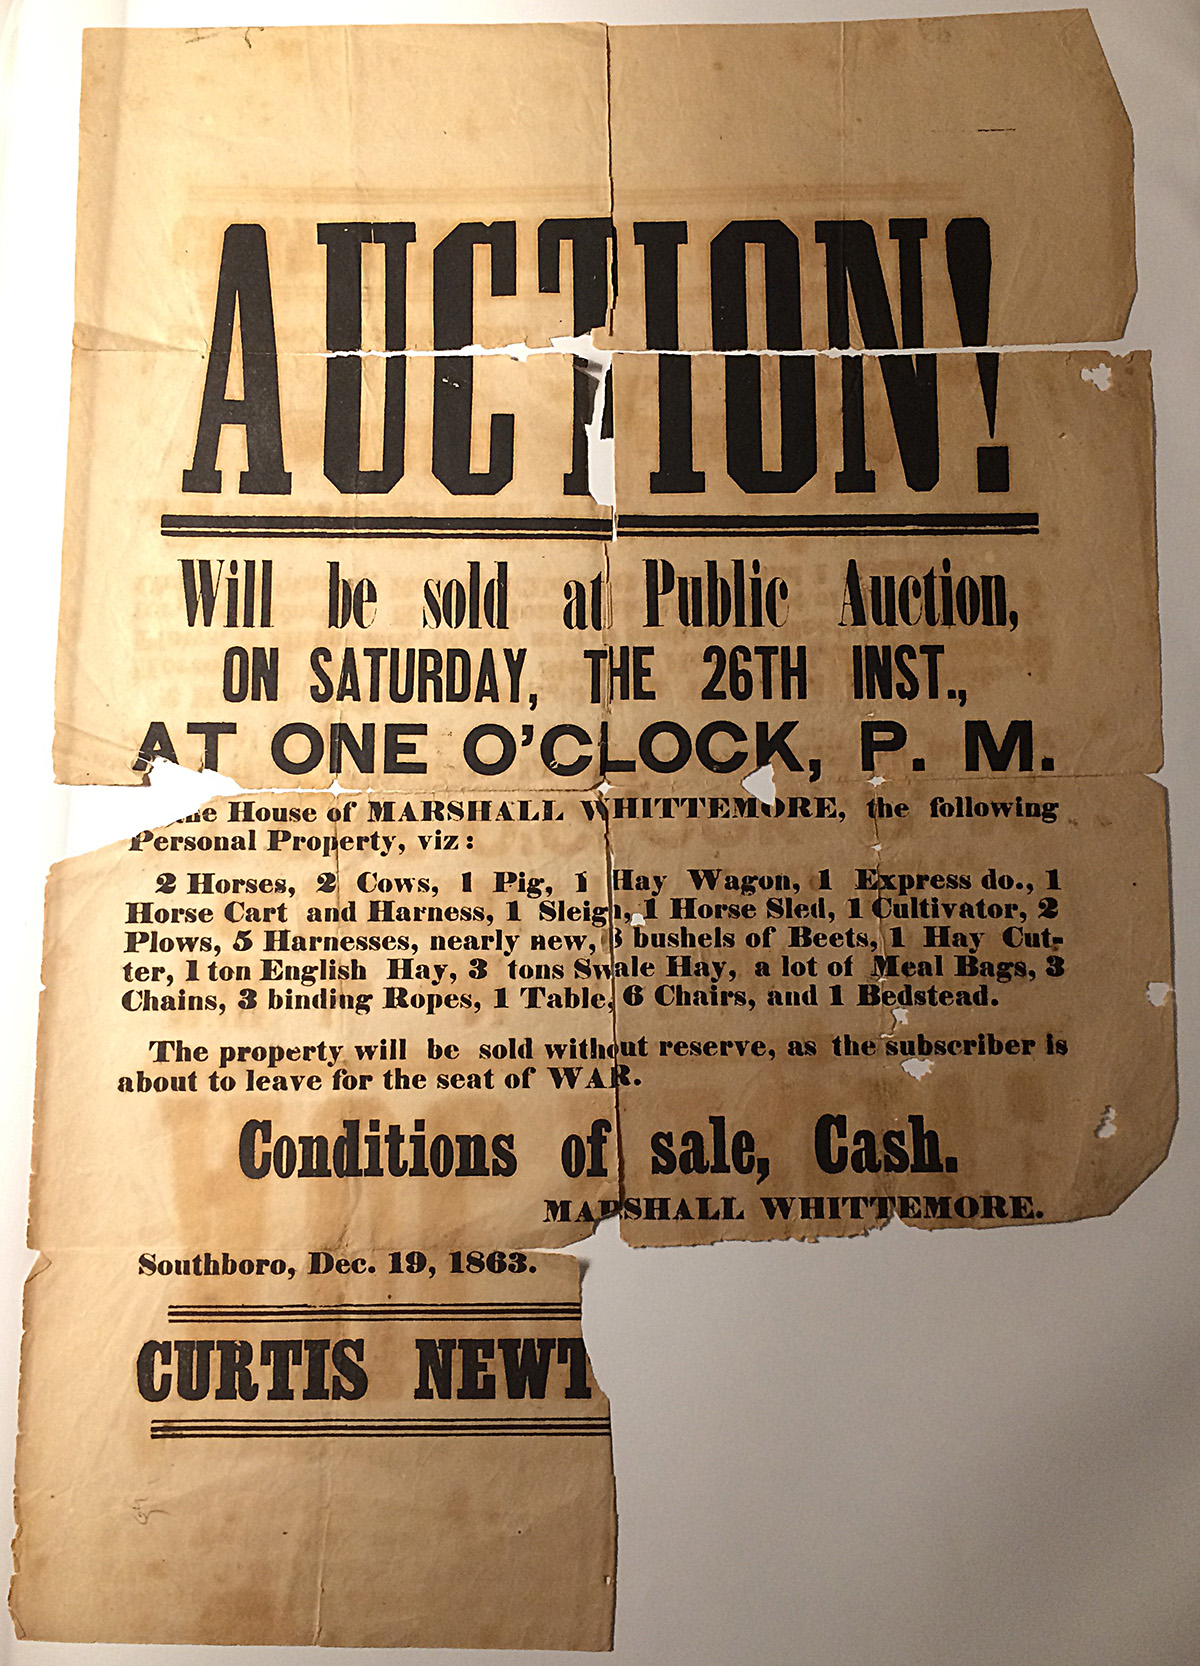 AUCTION!
Will be sold at Public Auction,
ON SATURDAY, THE 26TH INST.,
AT ONE O'CLOCK, P. M.
House of MARSHALL WHITTEMORE, the following
Personal Property, viz:
2 Horses, 2 Cows, 1 Pig, 1 Hay Wagon, 1 Express do., 1
Horse Cart and Harness, 1 Sleigh, 1 Horse Sled, 1 Cultivator, 2
Plows, 5 Harnesses, nearly new, bushels of Beets, 1 Hay Cut-
ter, 1 ton English Hay, 3 tons Swale Hay, a lot of Meal Bags, 3
Chains, 3 binding Ropes, 1 Table, 6 Chairs, and 1 Bedstead.
The property will be sold without reserve, as the subscriber is
about to leave for the seat of WAR.
Conditions of sale, Cash.
MARSHALL WHITTEMORE.
Southboro, Dec. 19, 1863.
CURTIS NEWT